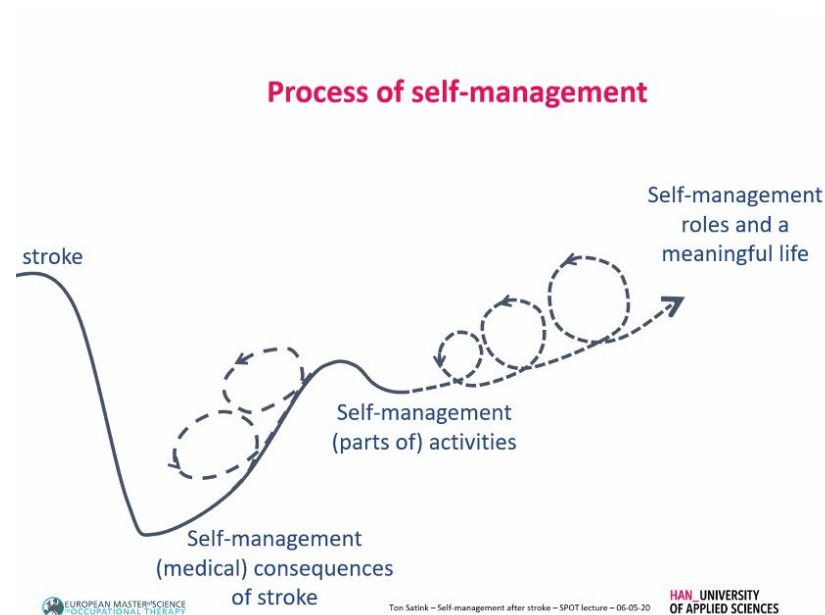 Process of self-management
Self-management
roles and a
meaningful life
stroke
Self-management
(parts of) activities
Self-management
(medical) consequences
of stroke
EUROPEAN MASTER OF SCIENCE
IN OCCUPATIONAL THERAPY
Ton Satink – Self-management after stroke – SPOT lecture – 06-05-20
HAN_UNIVERSITY
OF APPLIED SCIENCES